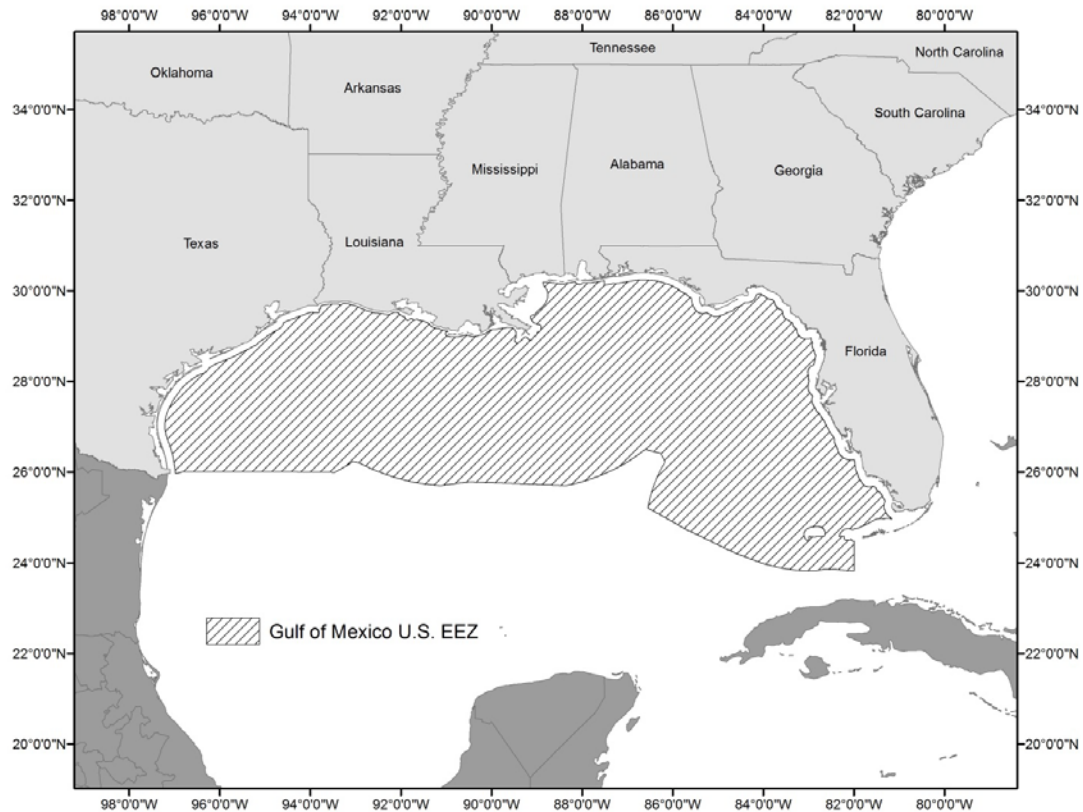 98°0'0"W 96°0'0"W 94°0'0"W 92°0'0"W 90°0'0"W 88°0'0"W 86°0'0"W 84°0'0"W 82°0'0"W 80°0'0"W
Tennessee
North Carolina
Oklahoma
Arkansas
34°0'0"N
34°0'0"N
South Carolina
Mississippi
Alabama
Georgia
32°0'0"N
32°0'0"N
Texas
Louisiana
30°0'0"N
30°0'0"N
Florida
28°0'0"N
28°0'0"N
26°0'0"N
26°0'0"N
24°0'0"N
24°0'0"N
Gulf of Mexico U.S. EEZ
22°0'0"N
22°0'0"N
20°0'0"N
20°0'0"N
98°0'0"W 96°0'0"W 94°0'0"W 92°0'0"W 90°0'0"W 88°0'0"W 86°0'0"W 84°0'0"W 82°0'0"W 80°0'0"W